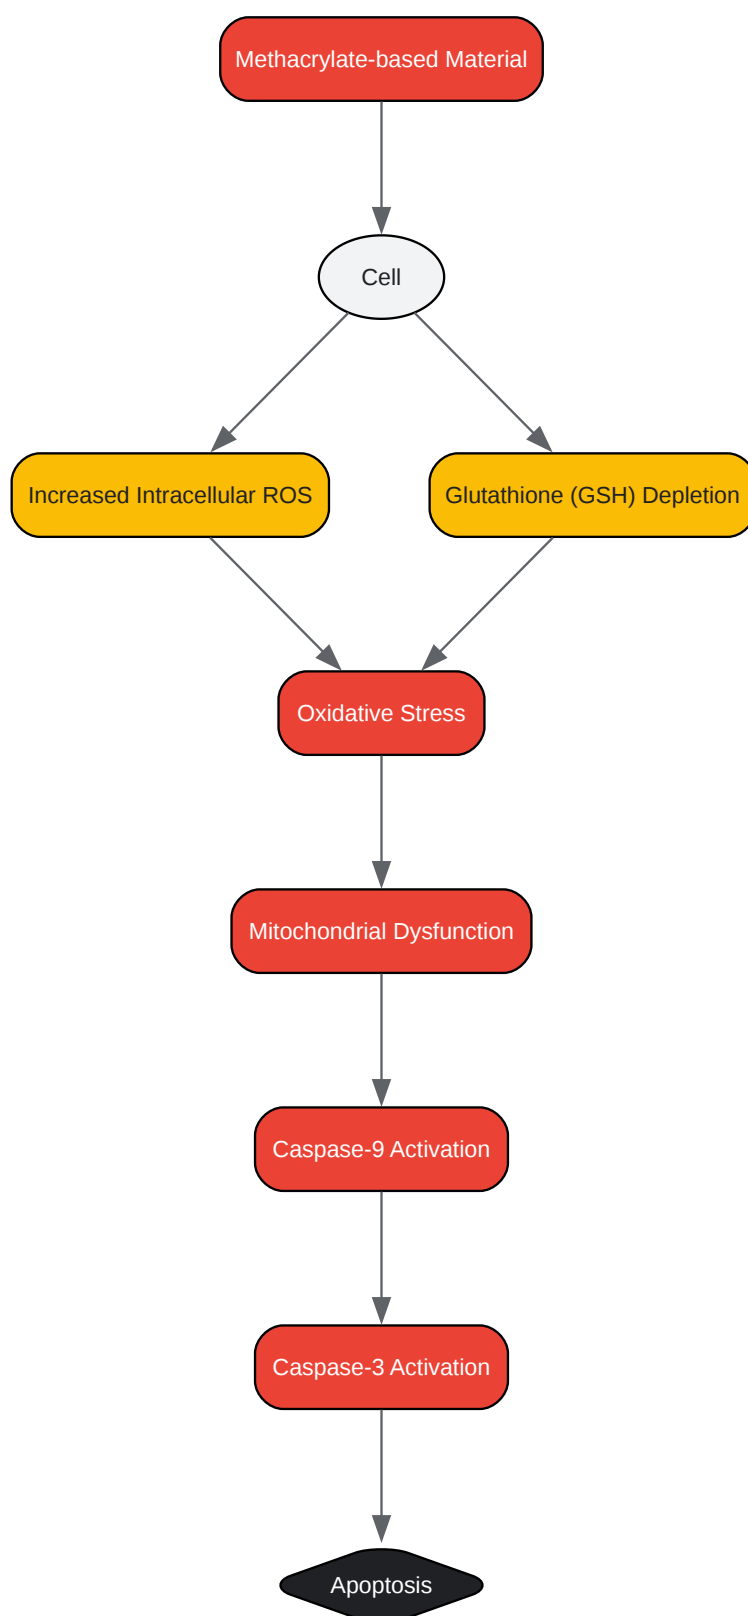 Methacrylate-based Material
Cell
Increased Intracellular ROS
Glutathione (GSH) Depletion
Oxidative Stress
Mitochondrial Dysfunction
Caspase-9 Activation
Caspase-3 Activation
Apoptosis